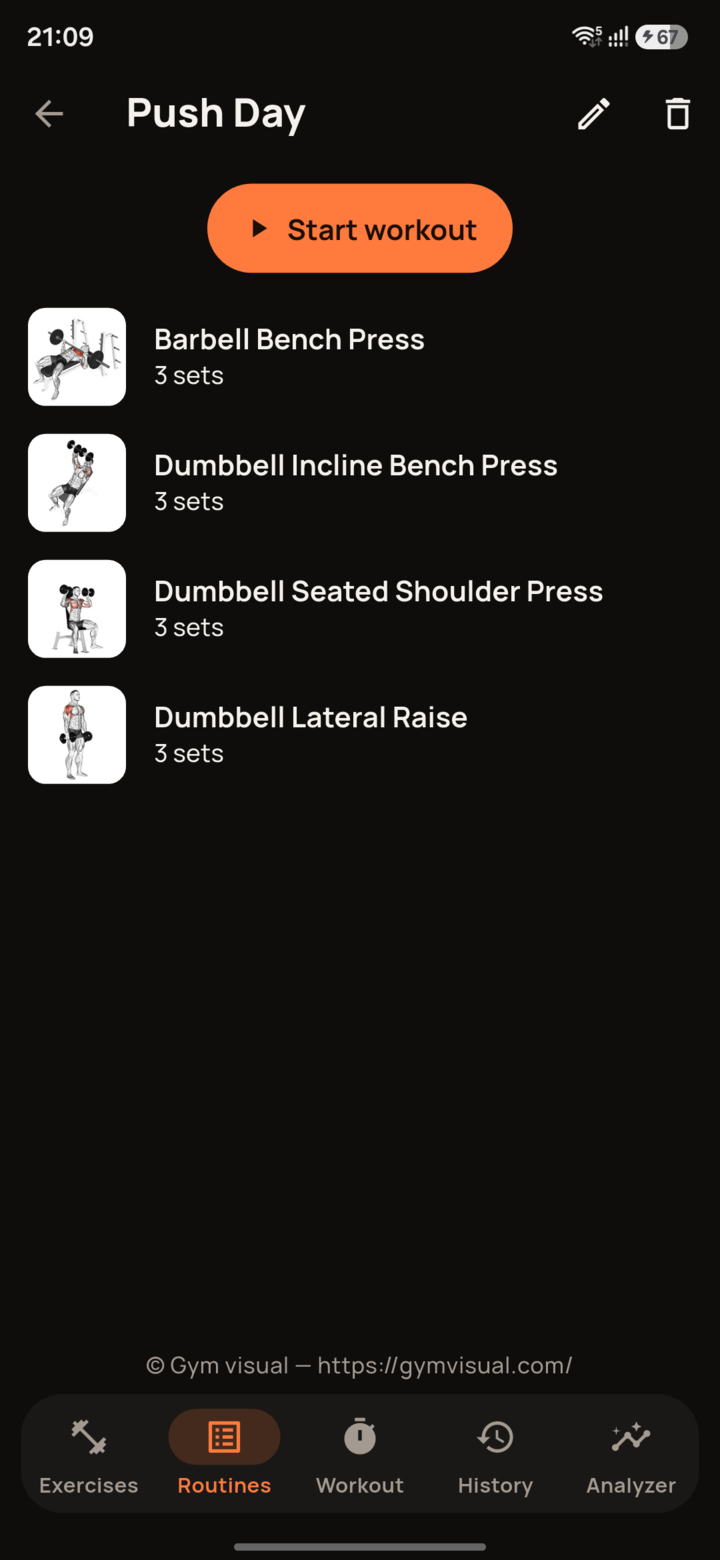 21:09
5
67
Push Day
Start workout
Barbell Bench Press
3 sets
Dumbbell Incline Bench Press
3 sets
Dumbbell Seated Shoulder Press
3 sets
Dumbbell Lateral Raise
3 sets
© Gym visual — https://gymvisual.com/
Exercises Routines Workout History Analyzer